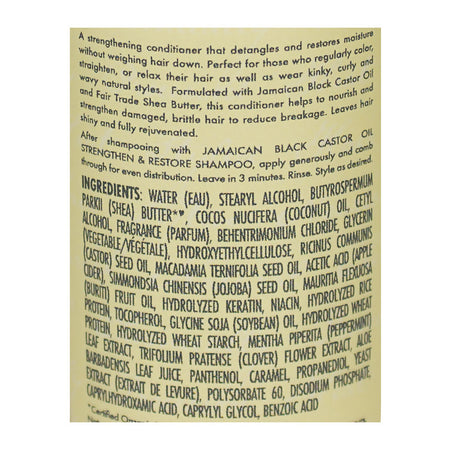 A strengthening conditioner that detangles and restores moisture
without weighing hair down. Perfect for those who regularly color,
straighten, or relax their hair as well as wear kinky, curly and
wavy natural styles. Formulated with Jamaican Black Castor Oil
and Fair Trade Shea Butter, this conditioner helps to nourish and
strengthen damaged, brittle hair to reduce breakage. Leaves hair
shiny and fully rejuvenated.
After shampooing with JAMAICAN BLACK CASTOR OIL
STRENGTHEN & RESTORE SHAMPOO, apply generously and comb
through for even distribution. Leave in 3 minutes. Rinse. Style as desired.
INGREDIENTS: WATER (EAU), STEARYL ALCOHOL, BUTYROSPERMUM
PARKII (SHEA) BUTTER*♥, COCOS NUCIFERA (COCONUT) OIL, CETYL
ALCOHOL, FRAGRANCE (PARFUM), BEHENTRIMONIUM CHLORIDE, GLYCERIN
(VEGETABLE/VÉGÉTALE), HYDROXYETHYLCELLULOSE, RICINUS COMMUNIS
(CASTOR) SEED OIL, MACADAMIA TERNIFOLIA SEED OIL, ACETIC ACID (APPLE
CIDER), SIMMONDSIA CHINENSIS (JOJOBA) SEED OIL, MAURITIA FLEXUOSA
(BURITI) FRUIT OIL, HYDROLYZED KERATIN, NIACIN, HYDROLYZED RICE
PROTEIN, TOCOPHEROL, GLYCINE SOJA (SOYBEAN) OIL, HYDROLYZED WHEAT
PROTEIN, HYDROLYZED WHEAT STARCH, MENTHA PIPERITA (PEPPERMINT)
LEAF EXTRACT, TRIFOLIUM PRATENSE (CLOVER) FLOWER EXTRACT, ALOE
BARBADENSIS LEAF JUICE, PANTHENOL, CARAMEL, PROPANEDIOL, YEAST
EXTRACT (EXTRAIT DE LEVURE), POLYSORBATE 60, DISODIUM PHOSPHATE,
CAPRYLHYDROXAMIC ACID, CAPRYLYL GLYCOL, BENZOIC ACID
*Certified